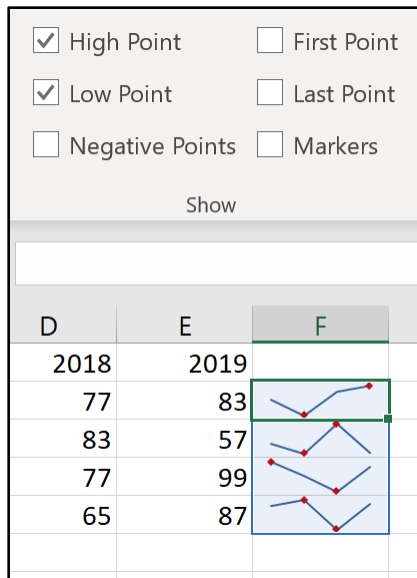 High Point First Point
Low Point Last Point
Negative Points Markers
Show
D E F
2018 2019
77 83
83 57
77 99
65 87